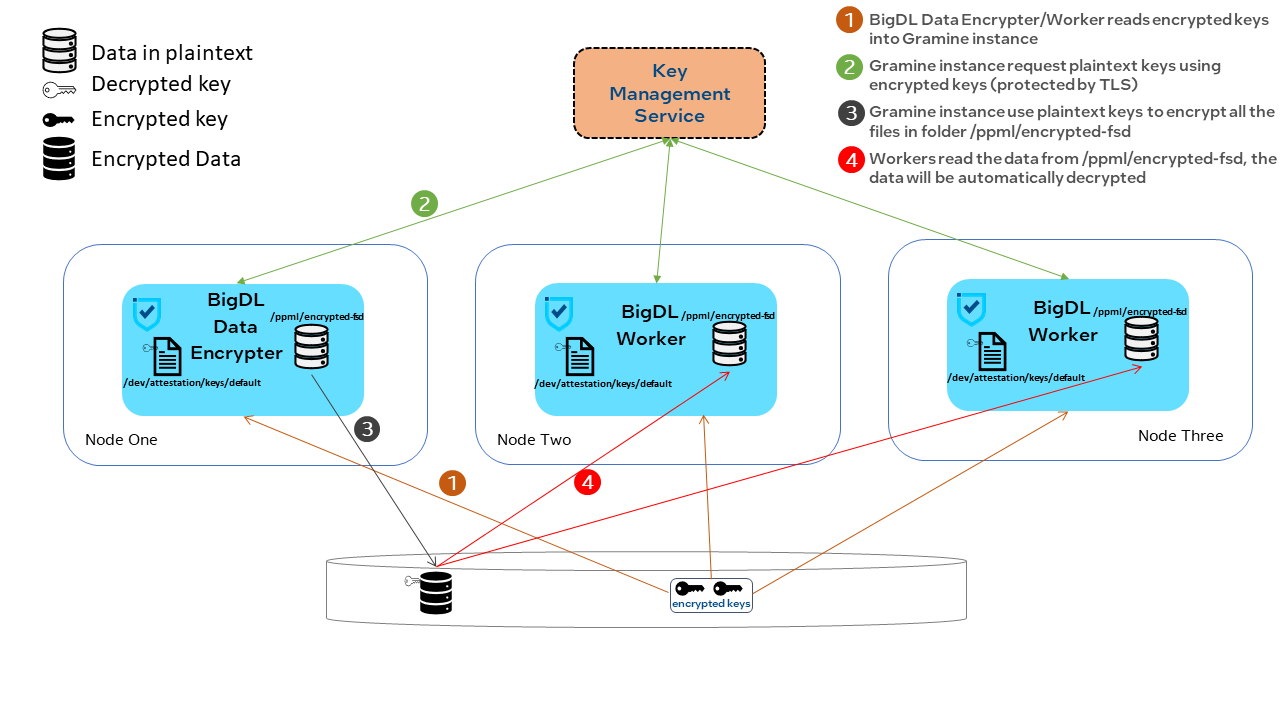 Data in plaintext
Decrypted key
Encrypted key
Encrypted Data
Key
Management
Service
1 BigDL Data Encrypter/Worker reads encrypted keys
into Gramine instance
2 Gramine instance request plaintext keys using
encrypted keys (protected by TLS)
3 Gramine instance use plaintext keys to encrypt all the
files in folder /ppml/encrypted-fsd
4 Workers read the data from /ppml/encrypted-fsd, the
data will be automatically decrypted
2
BigDL
Data
Encrypter
/ppml/encrypted-fsd
/dev/attestation/keys/default
Node One
BigDL
Worker
/ppml/encrypted-fsd
/dev/attestation/keys/default
Node Two
BigDL
Worker
/ppml/encrypted-fsd
/dev/attestation/keys/default
Node Three
3
1
4
encrypted keys